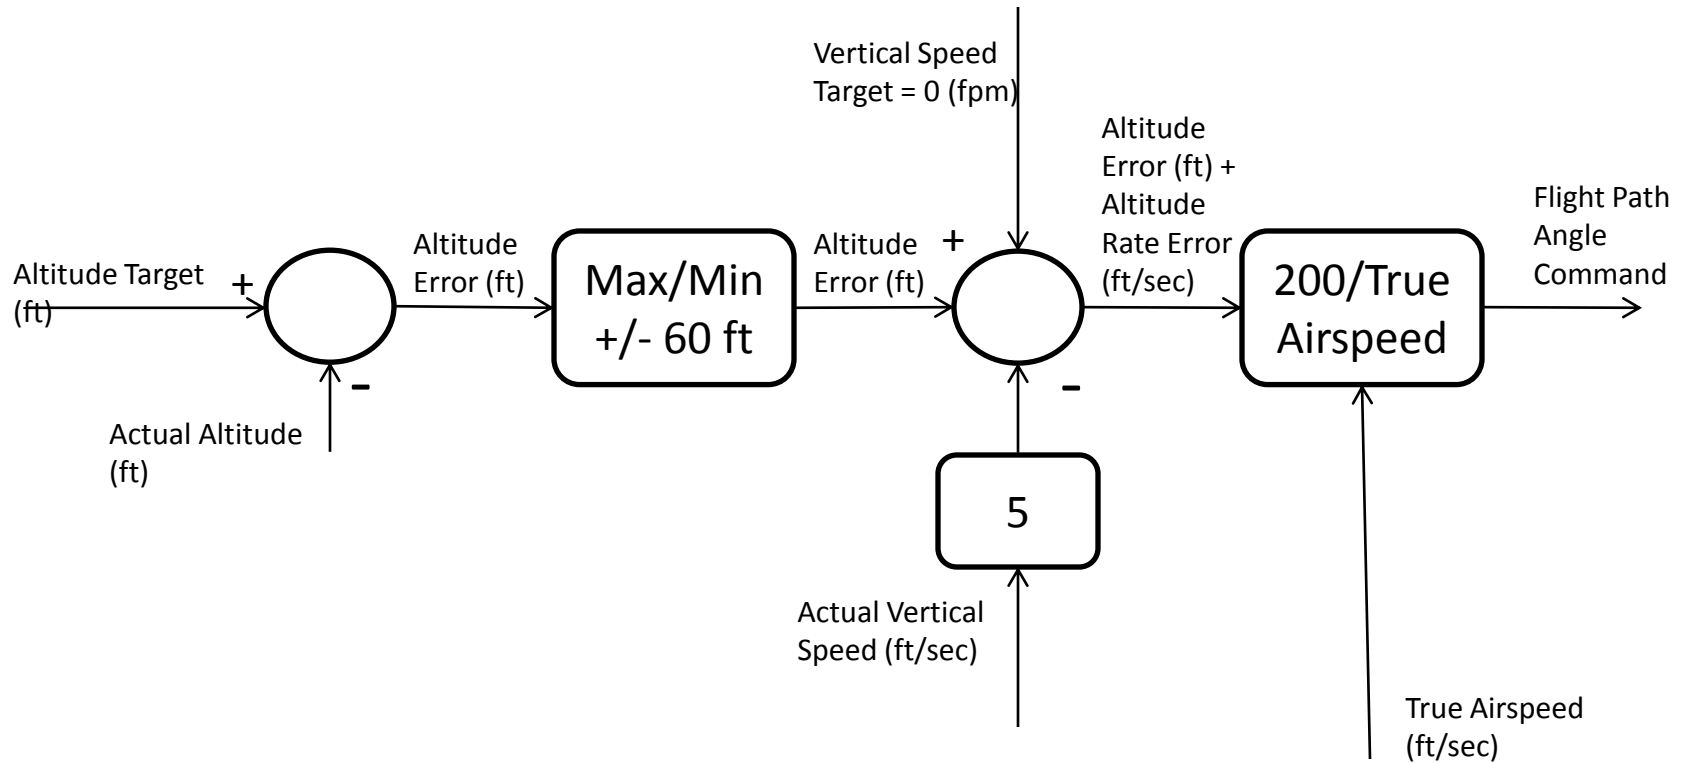 Vertical Speed
Target = 0 (fpm)
Altitude
Error (ft) +
Altitude
Rate Error
(ft/sec)
Flight Path
Angle
Command
Altitude Target
(ft)
+
Altitude
Error (ft)
Max/Min
+/- 60 ft
Altitude
Error (ft)
+
200/True
Airspeed
-
-
Actual Altitude
(ft)
5
Actual Vertical
Speed (ft/sec)
True Airspeed
(ft/sec)